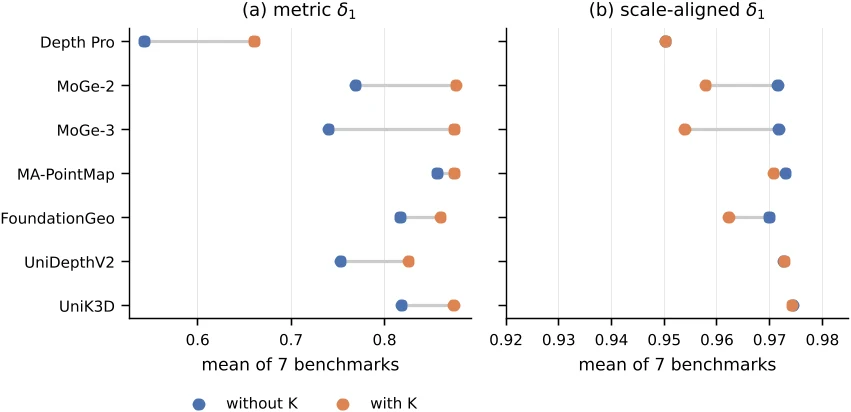 (a) metric δ₁
(b) scale-aligned δ₁
Depth Pro
MoGe-2
MoGe-3
MA-PointMap
FoundationGeo
UniDepthV2
UniK3D
0.6 0.7 0.8
0.92 0.93 0.94 0.95 0.96 0.97 0.98
mean of 7 benchmarks
mean of 7 benchmarks
without K
with K